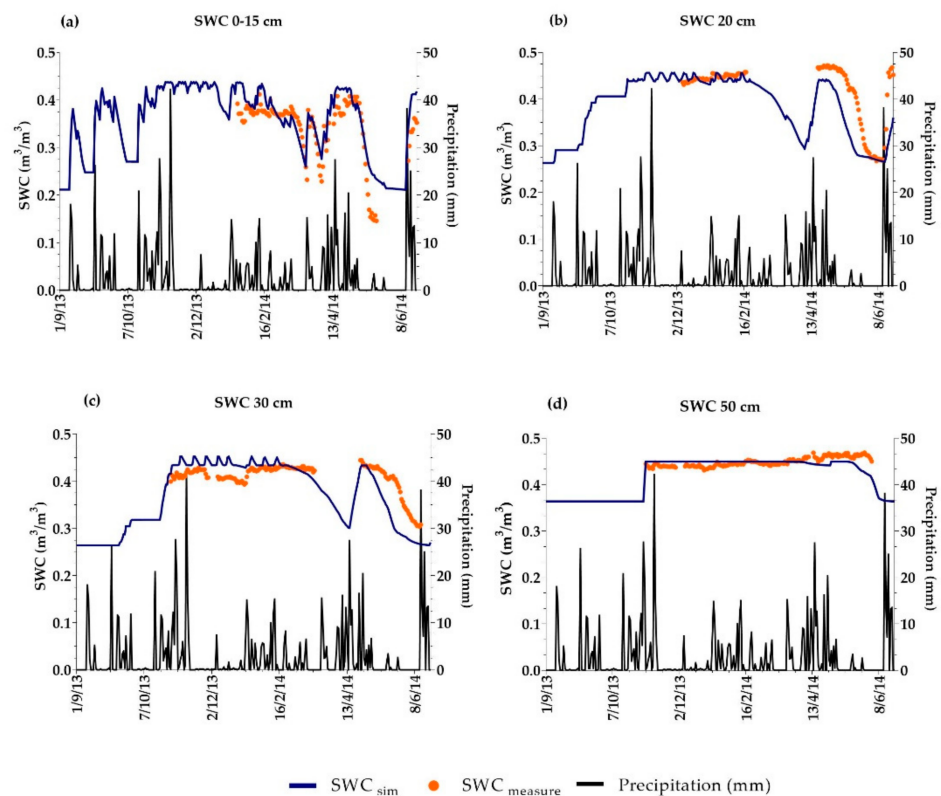 (a) SWC 0-15 cm
SWC (m³/m³)
0.5
0.4
0.3
0.2
0.1
0.0
50
40
30
20
10
0
Precipitation (mm)
1/9/13 7/10/13 2/12/13 16/2/14 13/4/14 8/6/14
(b) SWC 20 cm
SWC (m³/m³)
0.5
0.4
0.3
0.2
0.1
0.0
50
40
30
20
10
0
Precipitation (mm)
1/9/13 7/10/13 2/12/13 16/2/14 13/4/14 8/6/14
(c) SWC 30 cm
SWC (m³/m³)
0.5
0.4
0.3
0.2
0.1
0.0
50
40
30
20
10
0
Precipitation (mm)
1/9/13 7/10/13 2/12/13 16/2/14 13/4/14 8/6/14
(d) SWC 50 cm
SWC (m³/m³)
0.5
0.4
0.3
0.2
0.1
0.0
50
40
30
20
10
0
Precipitation (mm)
1/9/13 7/10/13 2/12/13 16/2/14 13/4/14 8/6/14
SWC sim SWC measure Precipitation (mm)